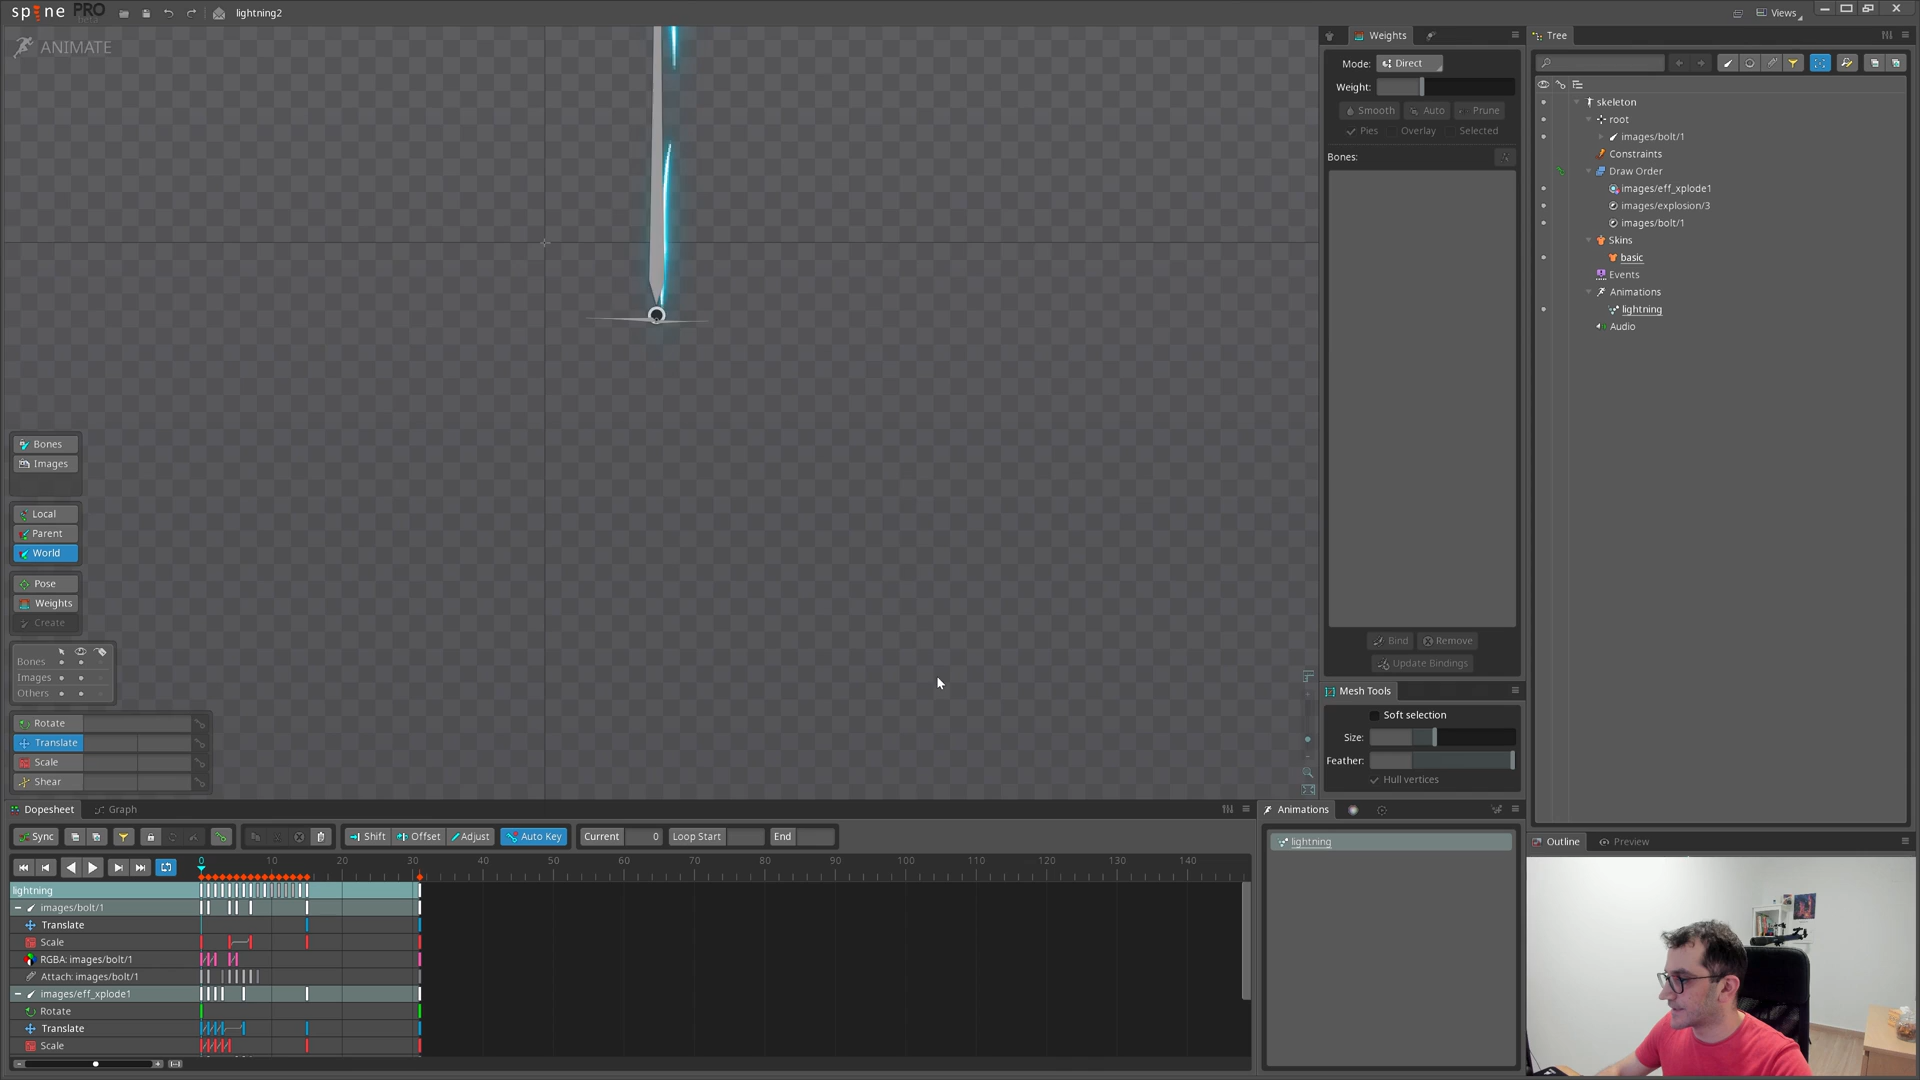 spine PRO beta
lightning2
Views
ANIMATE
Weights
Tree
Mode: Direct
Weight:
Smooth Auto Prune
Pies Overlay Selected
Bones:
skeleton
root
images/bolt/1
Constraints
Draw Order
images/eff_xplode1
images/explosion/3
images/bolt/1
Skins
basic
Events
Animations
lightning
Audio
Bones
Images
Local
Parent
World
Pose
Weights
Create
Bones
Images
Others
Rotate
Translate
Scale
Shear
Bind Remove
Update Bindings
Mesh Tools
Soft selection
Size:
Feather:
Hull vertices
Dopesheet Graph
Sync Shift Offset Adjust Auto Key Current 0 Loop Start End
0 10 20 30 40 50 60 70 80 90 100 110 120 130 140
lightning
images/bolt/1
Translate
Scale
RGBA: images/bolt/1
Attach: images/bolt/1
images/eff_xplode1
Rotate
Translate
Scale
Animations
lightning
Outline Preview